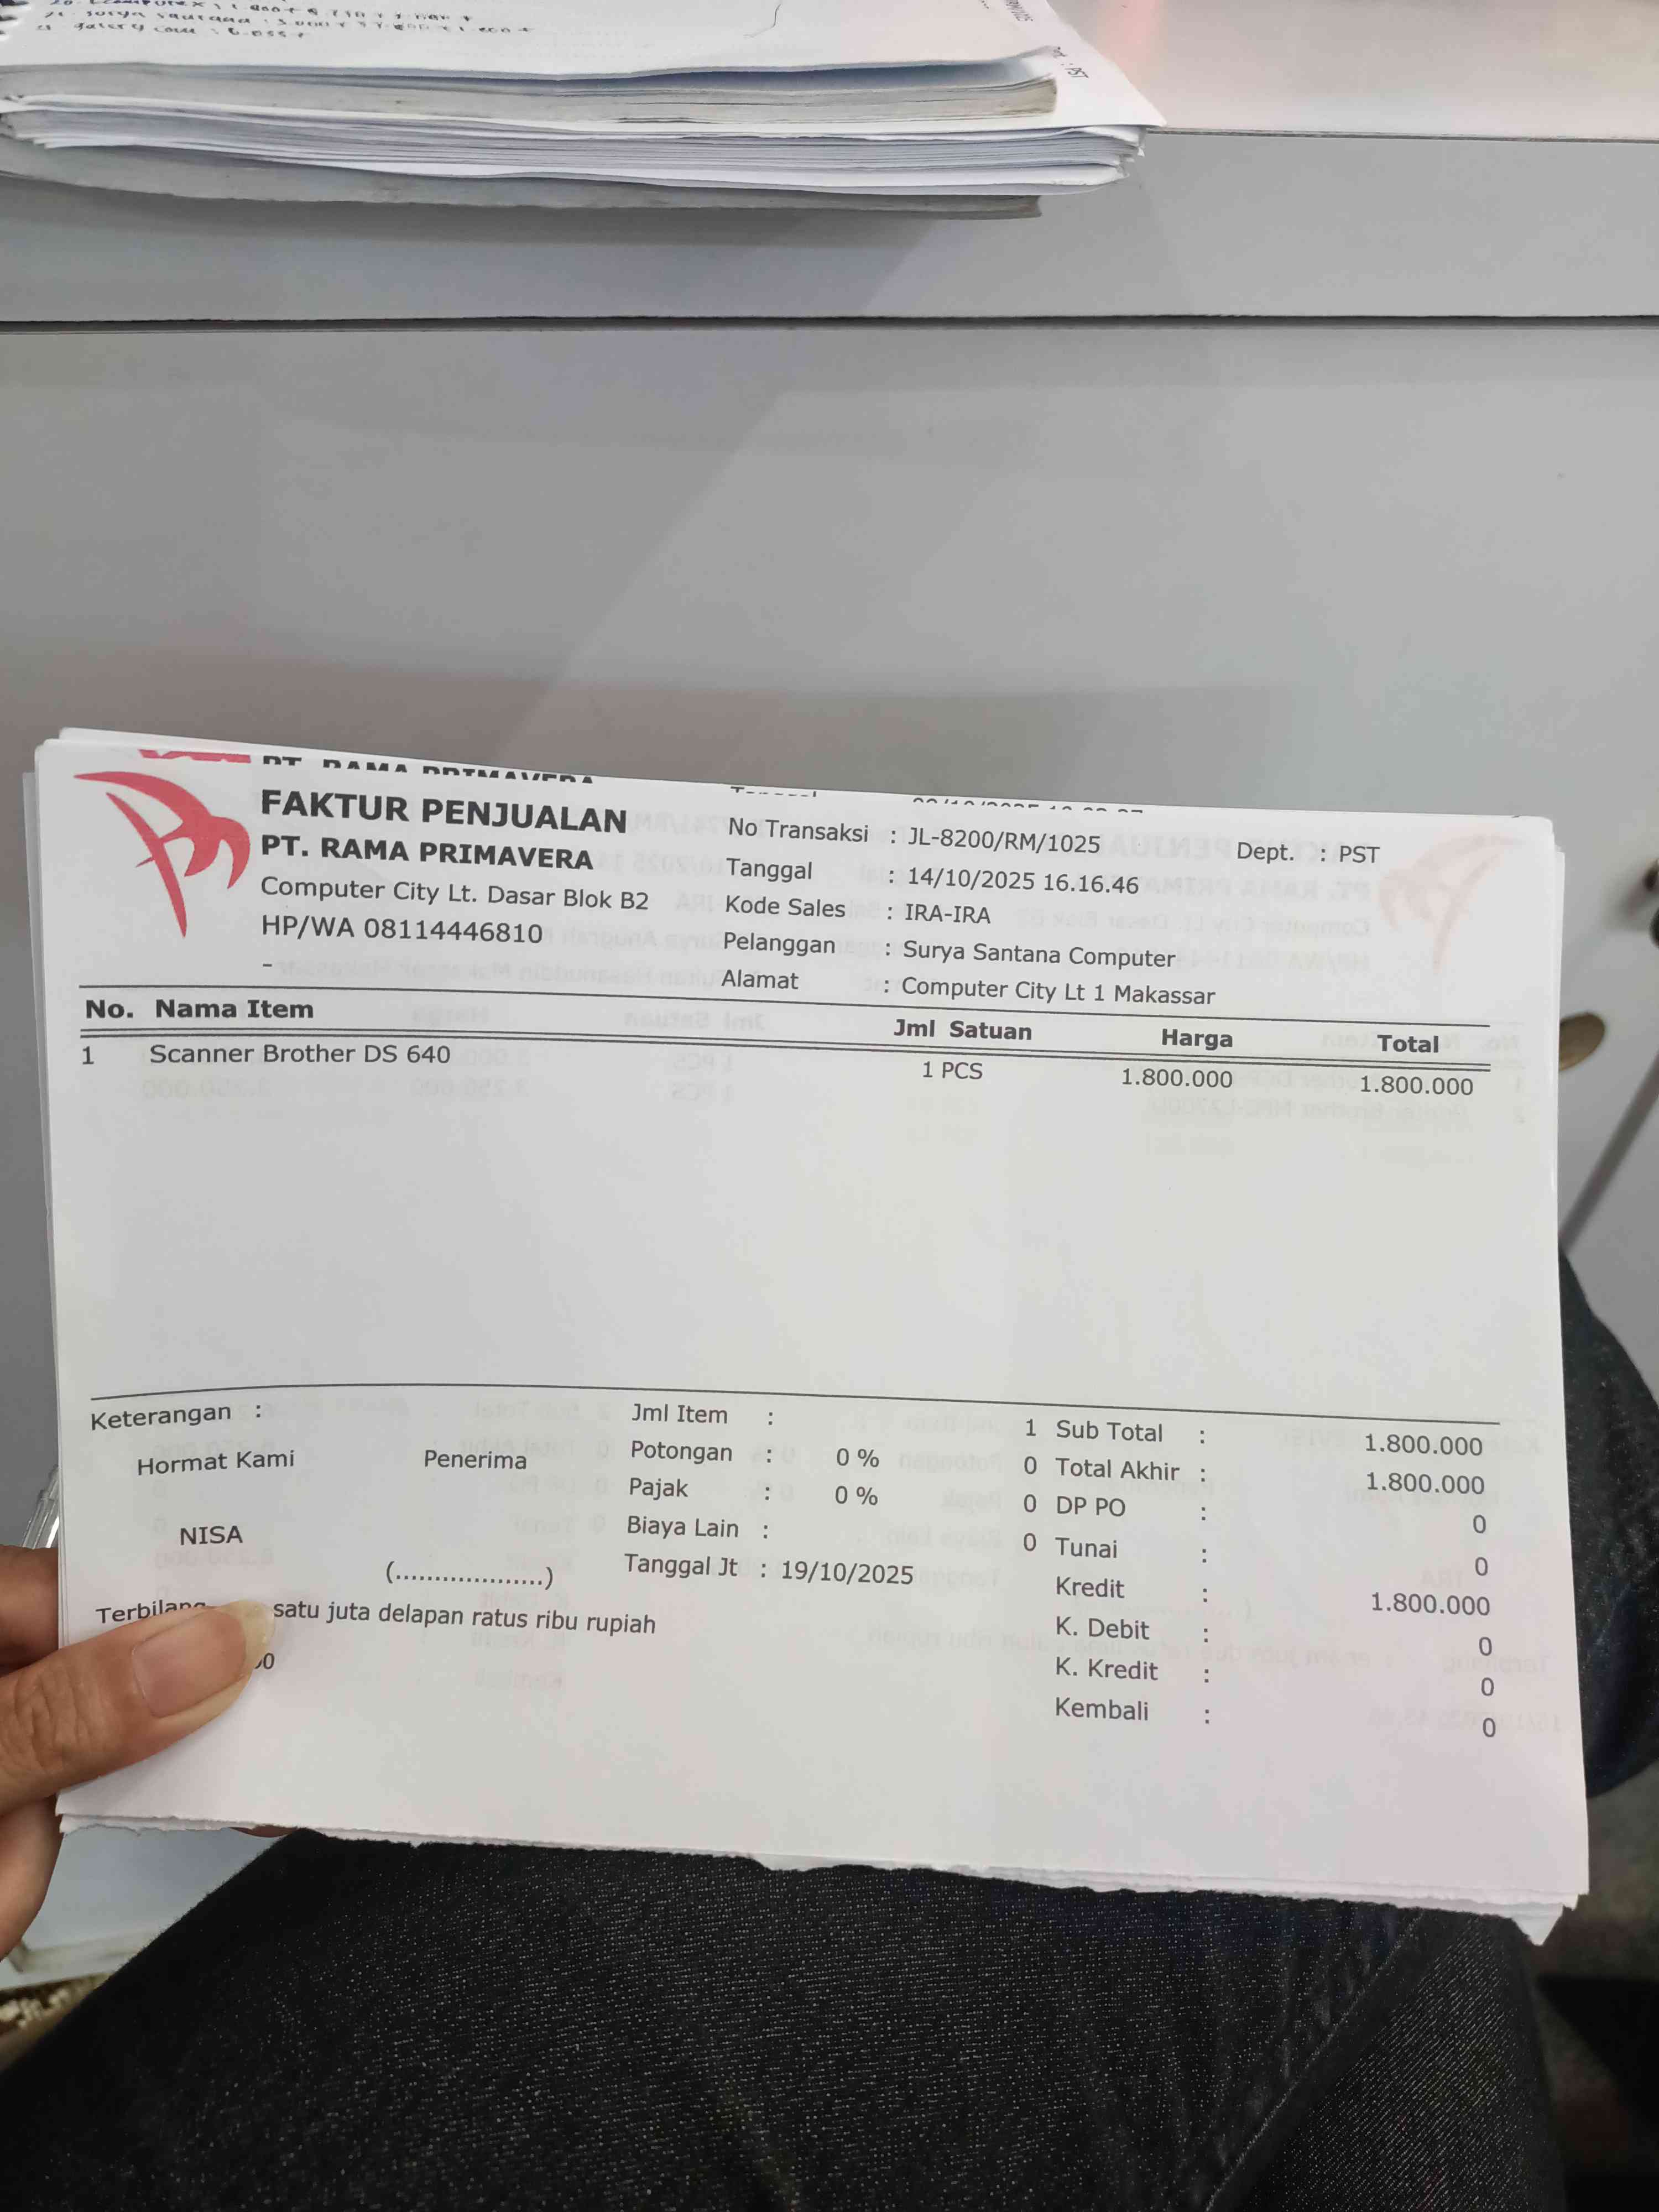 PST
PT. RAMA PRIMAVERA
FAKTUR PENJUALAN
PT. RAMA PRIMAVERA
Computer City Lt. Dasar Blok B2
HP/WA 08114446810
-
No Transaksi : JL-8200/RM/1025 Dept. : PST
Tanggal : 14/10/2025 16.16.46
Kode Sales : IRA-IRA
Pelanggan : Surya Santana Computer
Alamat : Computer City Lt 1 Makassar
No. Nama Item Jml Satuan Harga Total
1 Scanner Brother DS 640 1 PCS 1.800.000 1.800.000
Keterangan :
Hormat Kami Penerima
NISA
(...................)
Jml Item : 1
Potongan : 0 % 0
Pajak : 0 % 0
Biaya Lain : 0
Tanggal Jt : 19/10/2025
Sub Total : 1.800.000
Total Akhir : 1.800.000
DP PO : 0
Tunai : 0
Kredit : 1.800.000
K. Debit : 0
K. Kredit : 0
Kembali : 0
Terbilang satu juta delapan ratus ribu rupiah